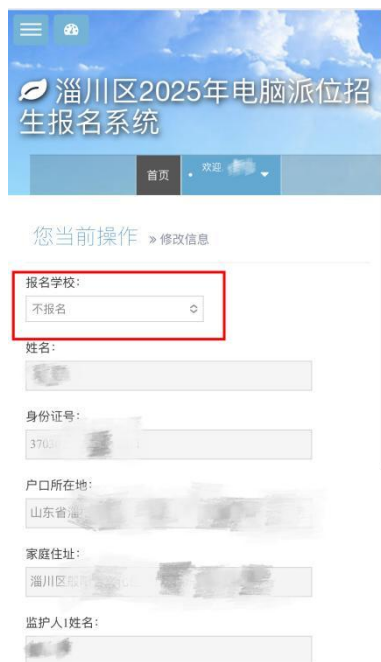 淄川区2025年电脑派位招
生报名系统
首页
欢迎
您当前操作 » 修改信息
报名学校:
不报名
姓名:
身份证号:
370
户口所在地:
山东省淄
家庭住址:
淄川区
监护人1姓名: